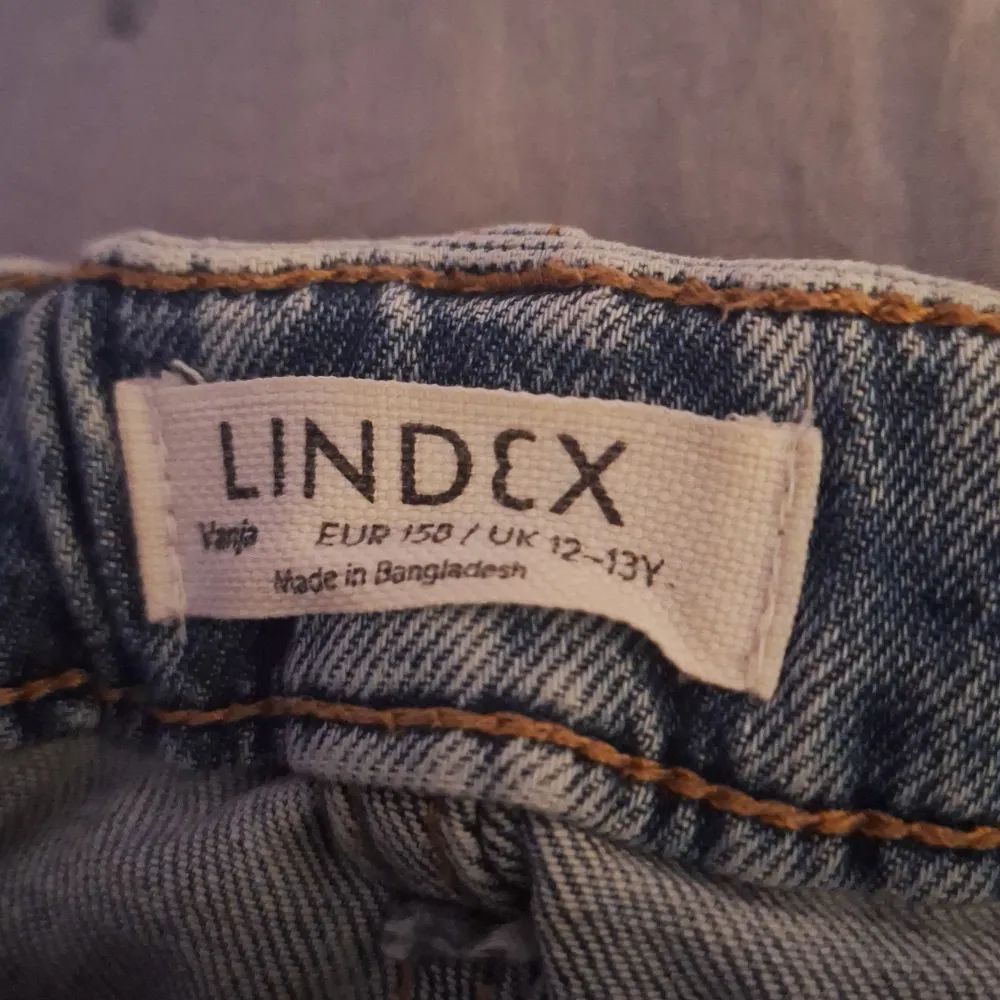 LINDEX
Vanja EUR 158 / UK 12-13Y
Made in Bangladesh